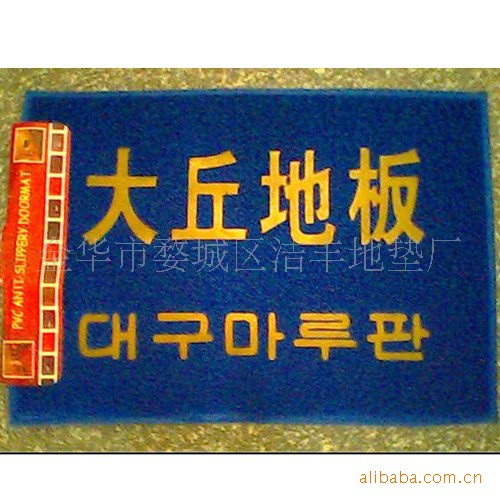 大丘地板
金华市婺城区洁羊地垫厂
대구마루판
PVC ANTI-SLIPPERY DOORMAT
alibaba.com.cn